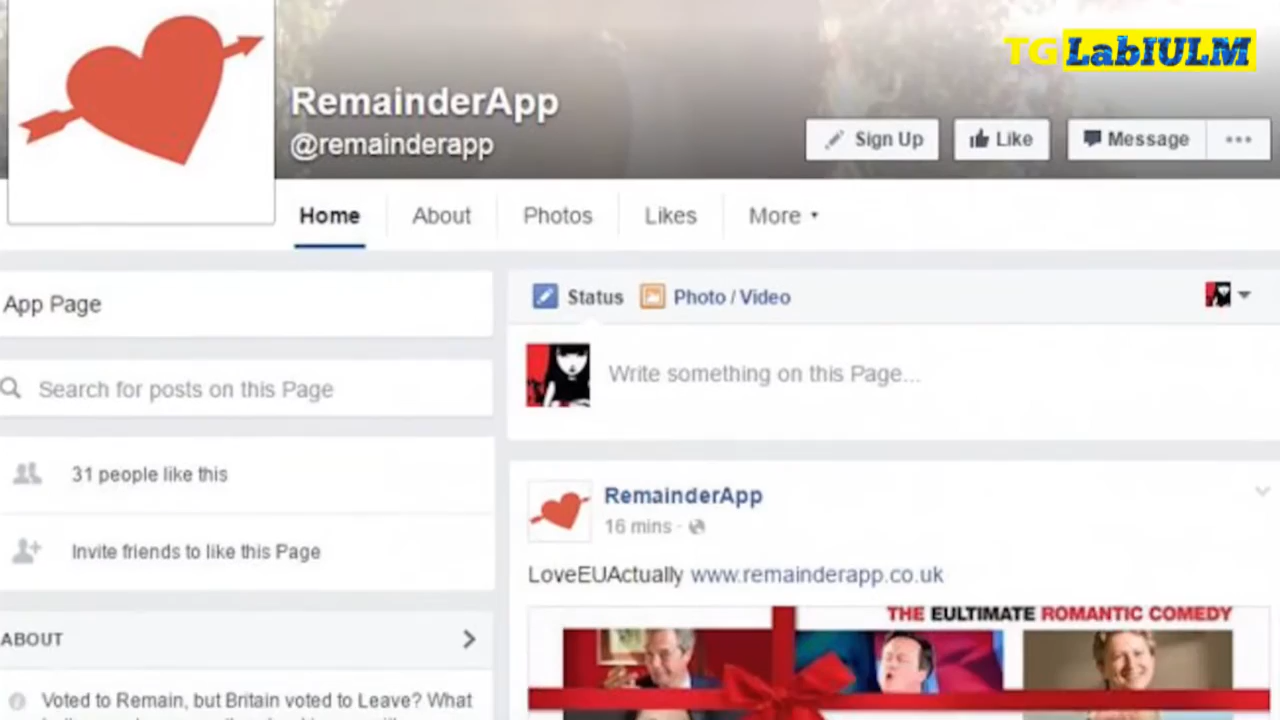 TG LabIULM
RemainderApp
@remainderapp
Sign Up
Like
Message
Home
About
Photos
Likes
More
App Page
Search for posts on this Page
31 people like this
Invite friends to like this Page
ABOUT
Voted to Remain, but Britain voted to Leave? What
Status
Photo / Video
Write something on this Page...
RemainderApp
16 mins ·
LoveEUActually www.remainderapp.co.uk
THE EULTIMATE ROMANTIC COMEDY